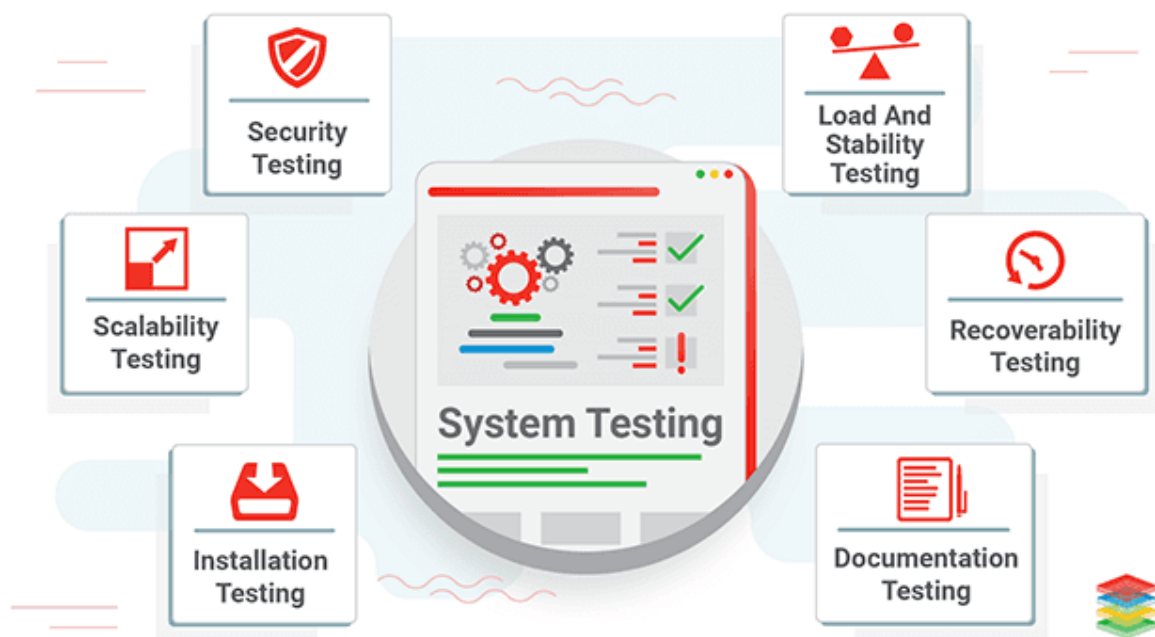 Security
Testing
Load And
Stability
Testing
Scalability
Testing
Recoverability
Testing
System Testing
Installation
Testing
Documentation
Testing